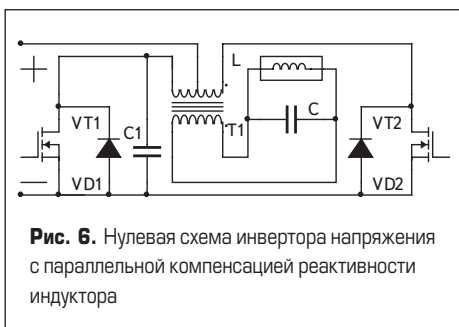 L
+
VT1
C1
T1
C
VT2
−
VD1
VD2
Рис. 6. Нулевая схема инвертора напряжения
с параллельной компенсацией реактивности
индуктора